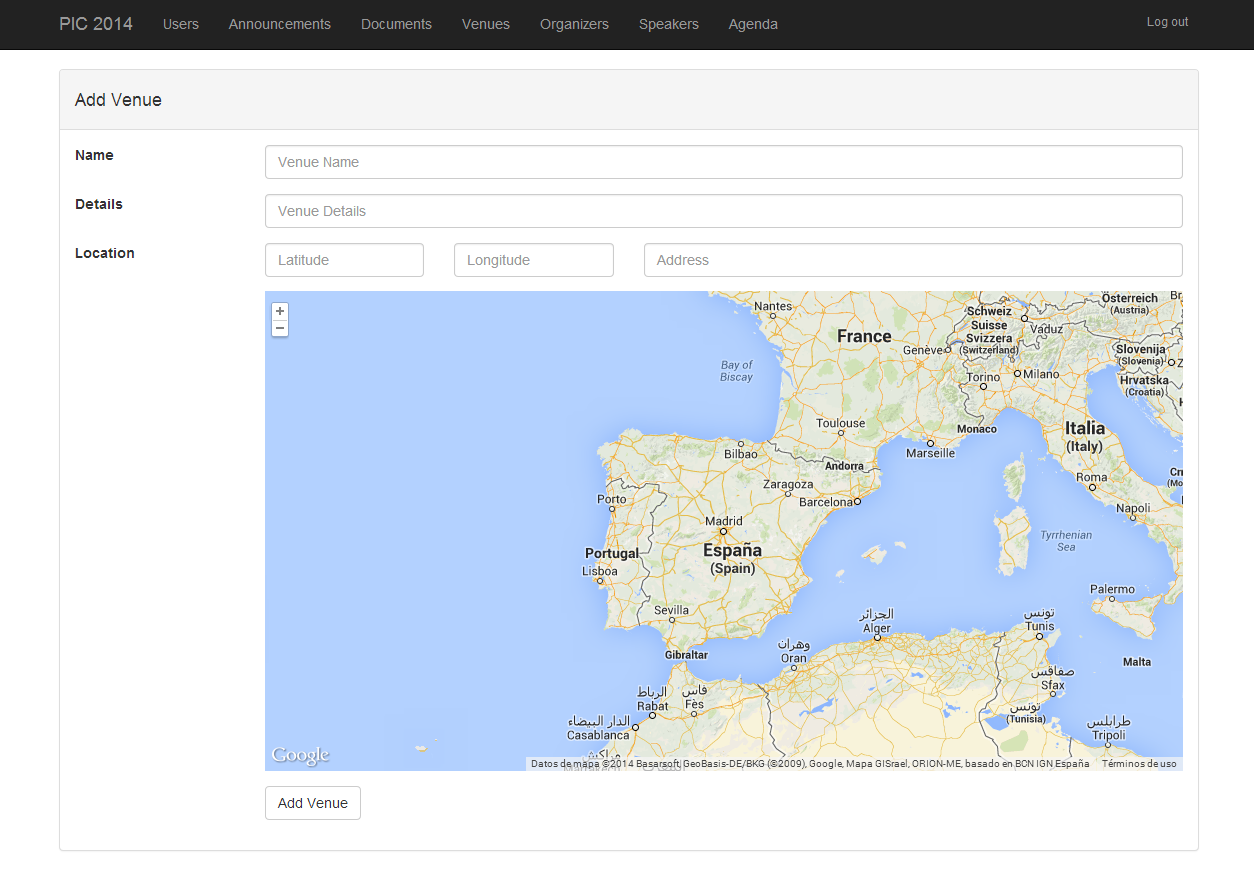 PIC 2014 Users Announcements Documents Venues Organizers Speakers Agenda Log out
Add Venue
Name
Venue Name
Details
Venue Details
Location
Latitude Longitude Address
+
−
Nantes
France
Genève
Schweiz
Suisse
Svizzera
(Switzerland)
Vaduz
Österreich
(Austria)
Br
Slovenija
(Slovenia)
Z
Hrvatska
(Croatia)
Bay of
Biscay
Torino
Milano
Toulouse
Monaco
Marseille
Italia
(Italy)
Bilbao
Andorra
Zaragoza
Barcelona
Roma
Napoli
Porto
Madrid
España
(Spain)
Portugal
Lisboa
Tyrrhenian
Sea
Sevilla
Palermo
الجزائر
Alger
تونس
Tunis
وهران
Oran
Gibraltar
Malta
صفاقس
Sfax
الرباط
Rabat
فاس
Fès
تونس
(Tunisia)
الدار البيضاء
Casablanca
طرابلس
Tripoli
Google
Datos de mapa ©2014 Basarsoft, GeoBasis-DE/BKG (©2009), Google, Mapa GISrael, ORION-ME, basado en BCN IGN España Términos de uso
Add Venue